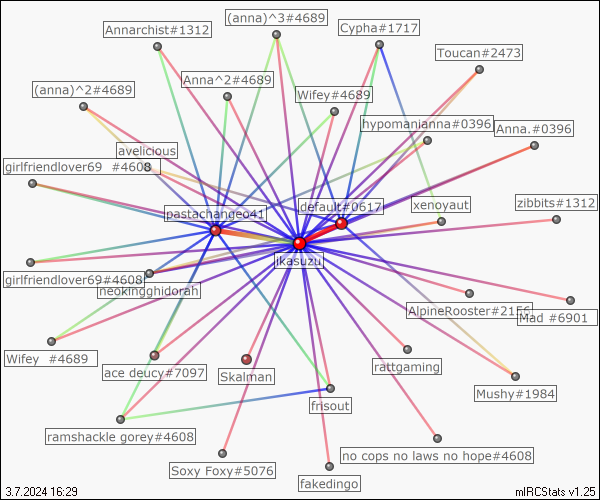 (anna)^3#4689
Annarchist#1312
Cypha#1717
Toucan#2473
Anna^2#4689
(anna)^2#4689
Wifey#4689
hypomanianna#0396
Anna.#0396
avelicious
girlfriendlover69 #4608
default#0617
xenoyaut
zibbits#1312
pastachangeo41
ikasuzu
girlfriendlover69#4608
neokingghidorah
AlpineRooster#2156
Mad #6901
Wifey #4689
ace deucy#7097
Skalman
rattgaming
Mushy#1984
frisout
ramshackle gorey#4608
no cops no laws no hope#4608
Soxy Foxy#5076
fakedingo
3.7.2024 16:29
mIRCStats v1.25